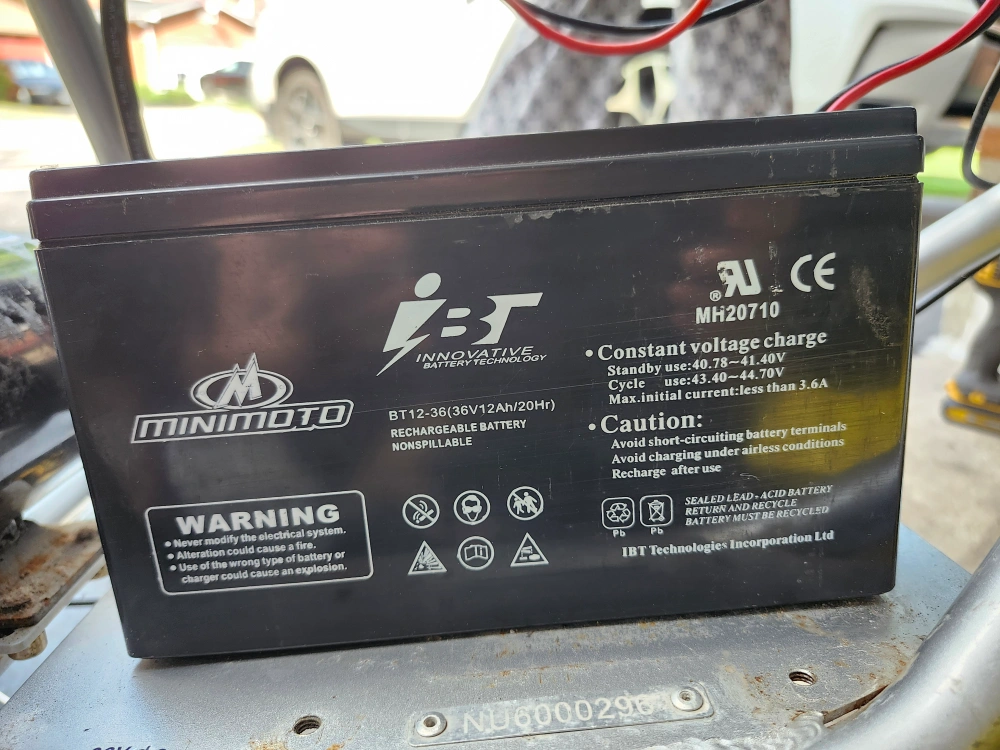 MH20710
iBT
INNOVATIVE
BATTERY TECHNOLOGY
MINIMOTO
BT12-36(36V12Ah/20Hr)
RECHARGEABLE BATTERY
NONSPILLABLE
• Constant voltage charge
Standby use:40.78~41.40V
Cycle use:43.40~44.70V
Max.initial current:less than 3.6A
• Caution:
Avoid short-circuiting battery terminals
Avoid charging under airless conditions
Recharge after use
WARNING
• Never modify the electrical system.
• Alteration could cause a fire.
• Use of the wrong type of battery or
charger could cause an explosion.
Pb Pb
SEALED LEAD-ACID BATTERY
RETURN AND RECYCLE
BATTERY MUST BE RECYCLED
IBT Technologies Incorporation Ltd